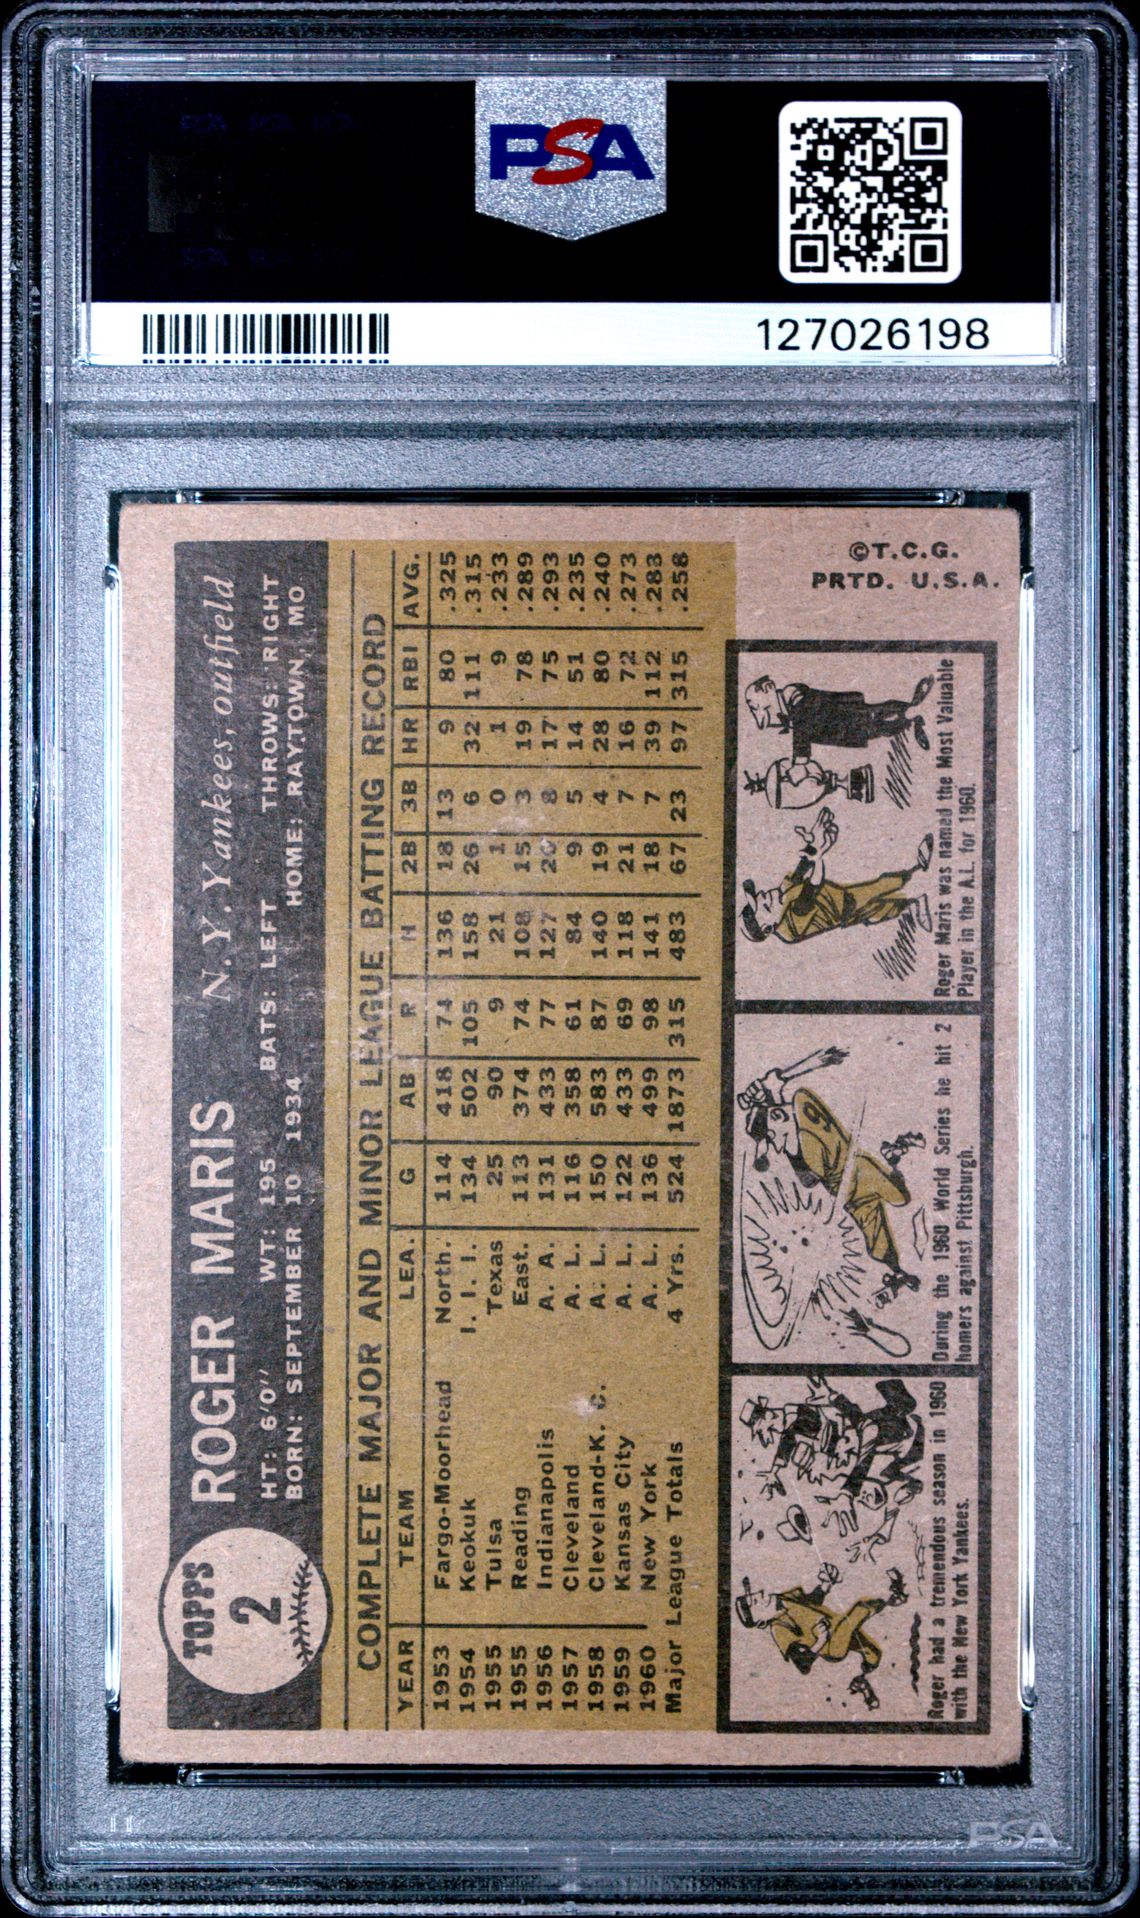 PSA
127026198
TOPPS
2
ROGER MARIS N. Y. Yankees, outfield
HT: 6'0" WT: 195 BATS: LEFT THROWS: RIGHT
BORN: SEPTEMBER 10 1934 HOME: RAYTOWN, MO
COMPLETE MAJOR AND MINOR LEAGUE BATTING RECORD
YEAR TEAM LEA. G AB R H 2B 3B HR RBI AVG.
1953 Fargo-Moorhead North. 114 418 74 136 18 13 9 80 .325
1954 Keokuk I. I. I. 134 502 105 158 26 6 32 111 .315
1955 Tulsa Texas 25 90 9 21 1 0 1 9 .233
1955 Reading East. 113 374 74 108 15 3 19 78 .289
1956 Indianapolis A. A. 131 433 77 127 20 8 17 75 .293
1957 Cleveland A. L. 116 358 61 84 9 5 14 51 .235
1958 Cleveland-K. C. A. L. 150 583 87 140 19 4 28 80 .240
1959 Kansas City A. L. 122 433 69 118 21 7 16 72 .273
1960 New York A. L. 136 499 98 141 18 7 39 112 .283
Major League Totals 4 Yrs. 524 1873 315 483 67 23 97 315 .258
Roger had a tremendous season in 1960
with the New York Yankees.
9
During the 1960 World Series he hit 2
homers against Pittsburgh.
Roger Maris was named the Most Valuable
Player in the A.L. for 1960.
©T.C.G.
PRTD. U.S.A.
PSA